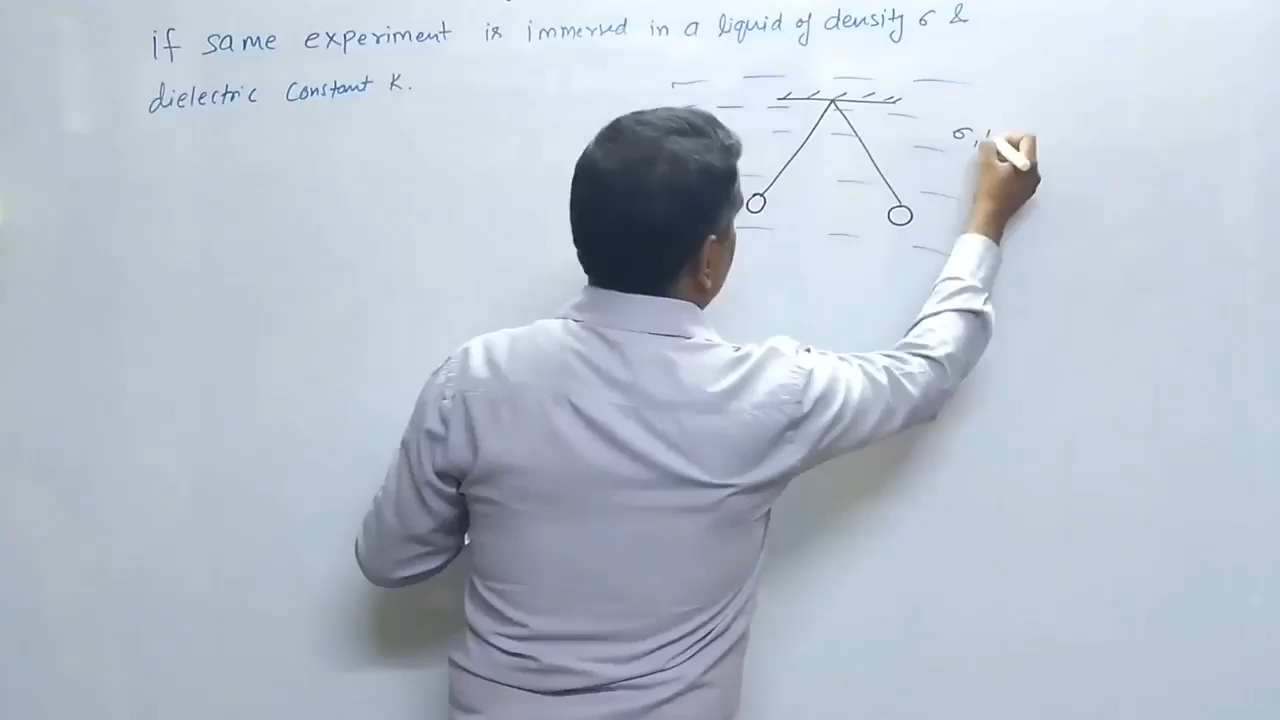 if same experiment is immersed in a liquid of density σ &
dielectric constant K.
σ,